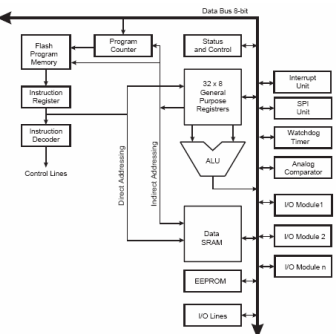 Data Bus 8-bit
Flash
Program
Memory
Program
Counter
Status
and Control
Instruction
Register
32 x 8
General
Purpose
Registrers
Interrupt
Unit
SPI
Unit
Instruction
Decoder
Watchdog
Timer
Control Lines
Direct Addressing
Indirect Addressing
ALU
Analog
Comparator
I/O Module1
Data
SRAM
I/O Module 2
I/O Module n
EEPROM
I/O Lines